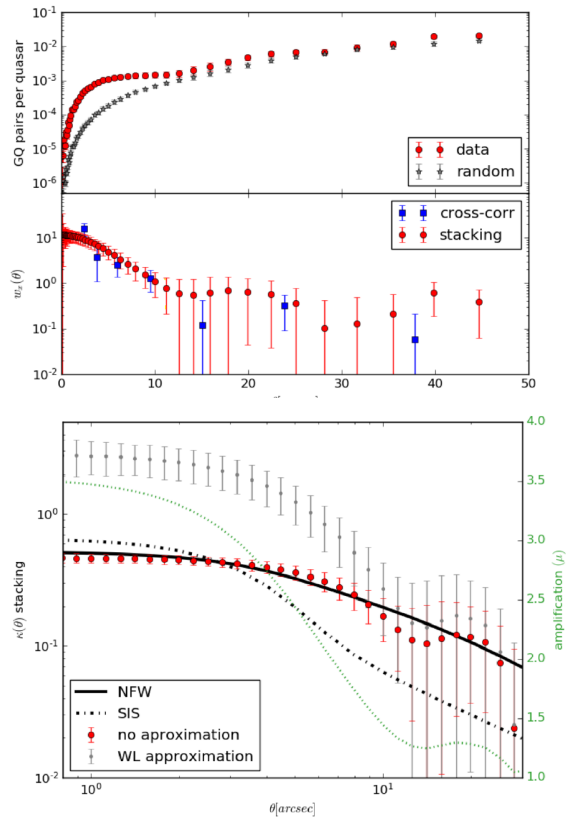 10⁻¹
10⁻²
10⁻³
10⁻⁴
10⁻⁵
10⁻⁶
GQ pairs per quasar
data
random
10¹
10⁰
10⁻¹
10⁻²
wₓ(θ)
cross-corr
stacking
0 10 20 30 40 50
10⁰
10⁻¹
10⁻²
κ(θ) stacking
4.0
3.5
3.0
2.5
2.0
1.5
1.0
amplification (μ)
NFW
SIS
no aproximation
WL approximation
10⁰ 10¹
θ[arcsec]